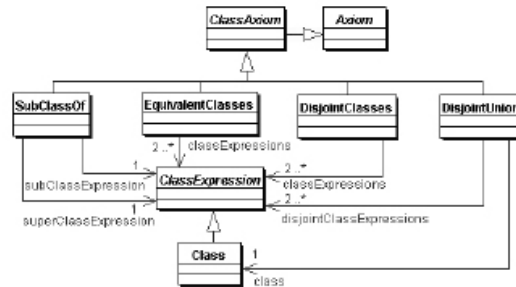 ClassAxiom
Axiom
SubClassOf
EquivalentClasses
DisjointClasses
DisjointUnion
2..*
classExpressions
1
subClassExpression
ClassExpression
2..*
classExpressions
superClassExpression
1
2..*
disjointClassExpressions
Class
1
class